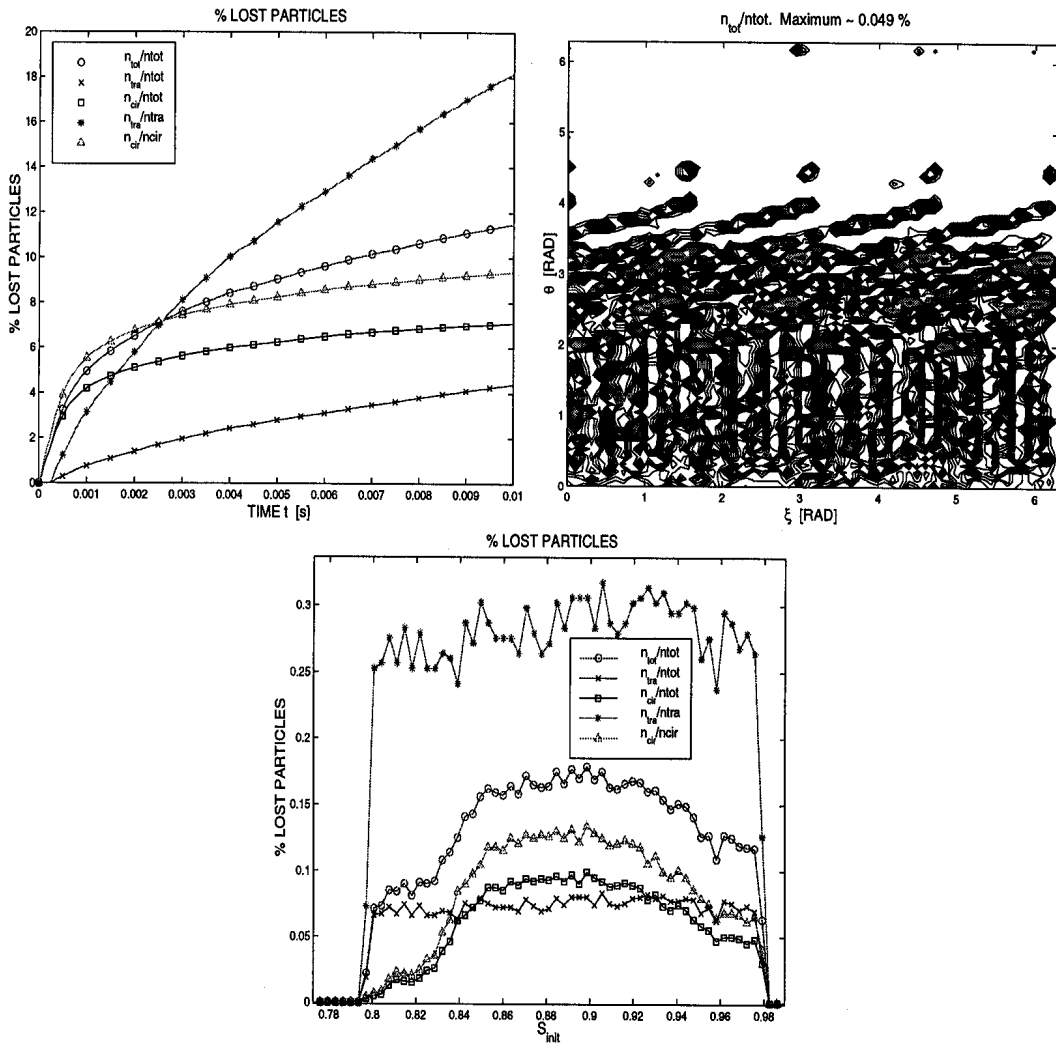 % LOST PARTICLES
20
18
16
14
12
10
8
6
4
2
0
% LOST PARTICLES
n_tot/ntot
n_tra/ntot
n_cir/ntot
n_tra/ntra
n_cir/ncir
0
0.001
0.002
0.003
0.004
0.005
0.006
0.007
0.008
0.009
0.01
TIME t [s]
n_tot/ntot. Maximum ~ 0.049 %
6
5
4
3
2
1
0
θ [RAD]
0
1
2
3
4
5
6
ξ [RAD]
% LOST PARTICLES
0.3
0.25
0.2
0.15
0.1
0.05
0
% LOST PARTICLES
n_tot/ntot
n_tra/ntot
n_cir/ntot
n_tra/ntra
n_cir/ncir
0.78
0.8
0.82
0.84
0.86
0.88
0.9
0.92
0.94
0.96
0.98
S_init